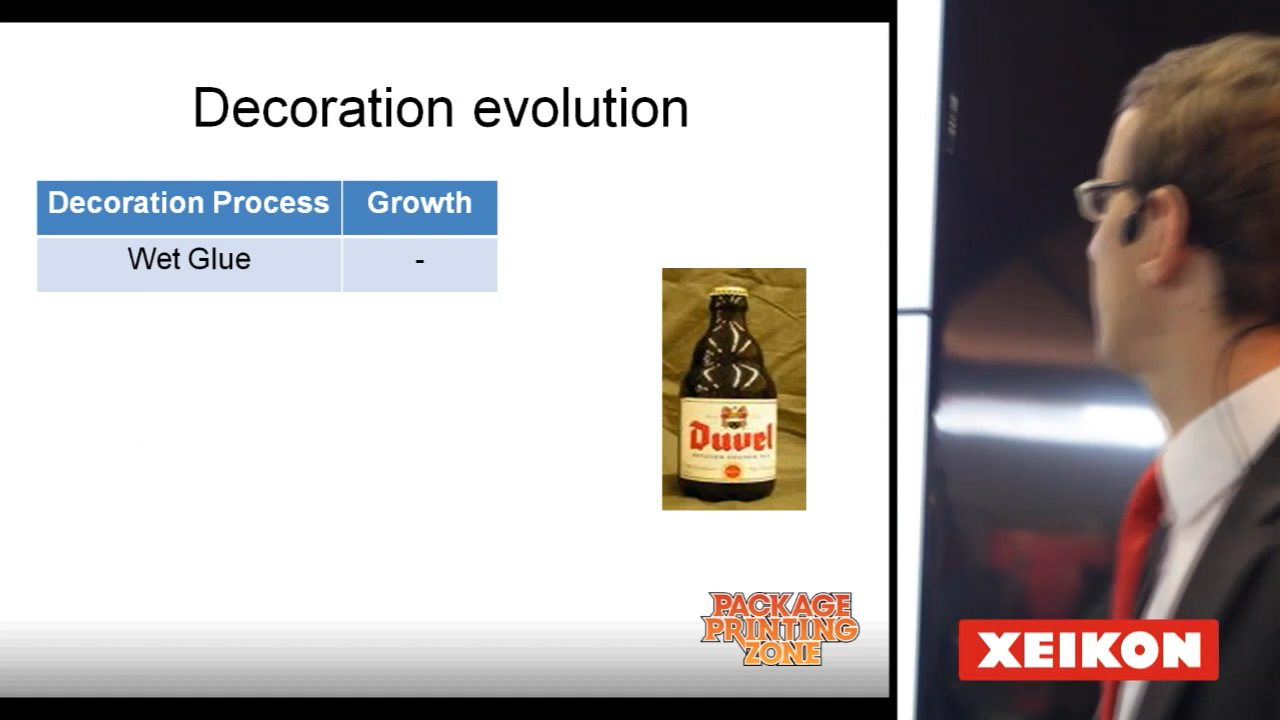 Decoration evolution
Decoration Process Growth
Wet Glue -
Duvel
PACKAGE
PRINTING
ZONE
XEIKON